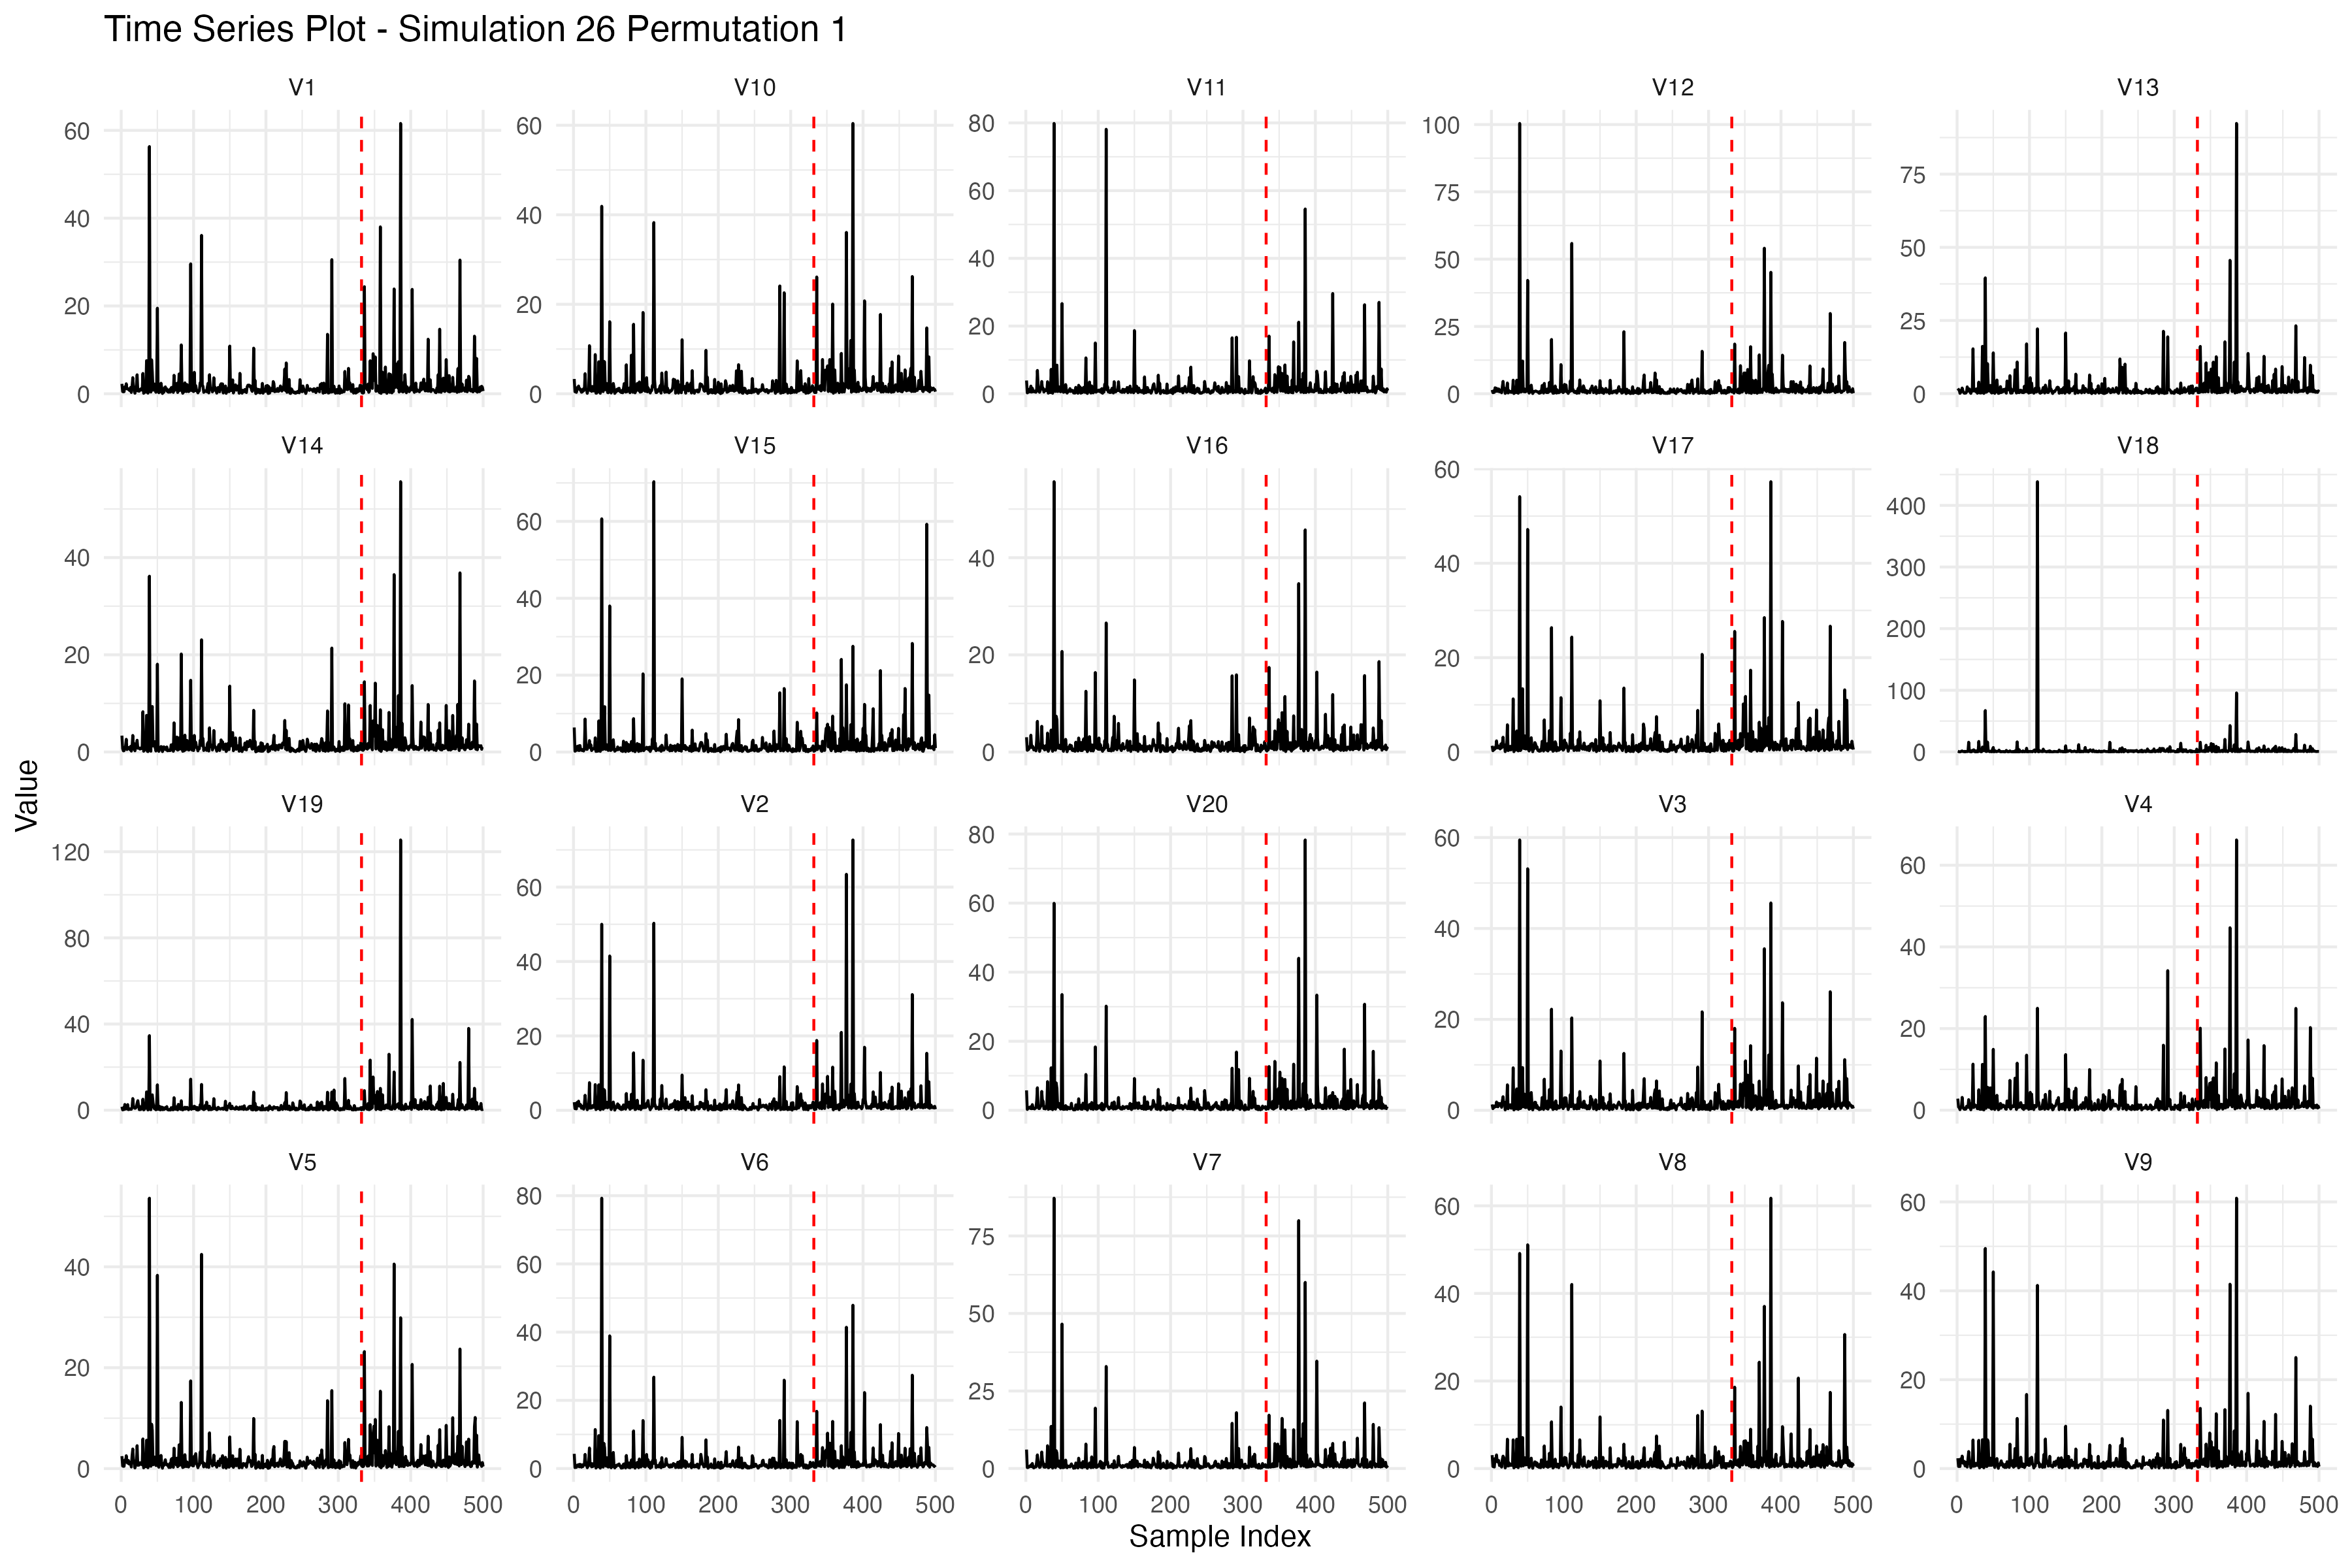 Time Series Plot - Simulation 26 Permutation 1
V1 V10 V11 V12 V13
60 40 20 0
60 40 20 0
80 60 40 20 0
100 75 50 25 0
75 50 25 0
V14 V15 V16 V17 V18
40 20 0
60 40 20 0
40 20 0
60 40 20 0
400 300 200 100 0
Value
V19 V2 V20 V3 V4
120 80 40 0
60 40 20 0
80 60 40 20 0
60 40 20 0
60 40 20 0
V5 V6 V7 V8 V9
40 20 0
80 60 40 20 0
75 50 25 0
60 40 20 0
60 40 20 0
0 100 200 300 400 500 0 100 200 300 400 500 0 100 200 300 400 500 0 100 200 300 400 500 0 100 200 300 400 500
Sample Index